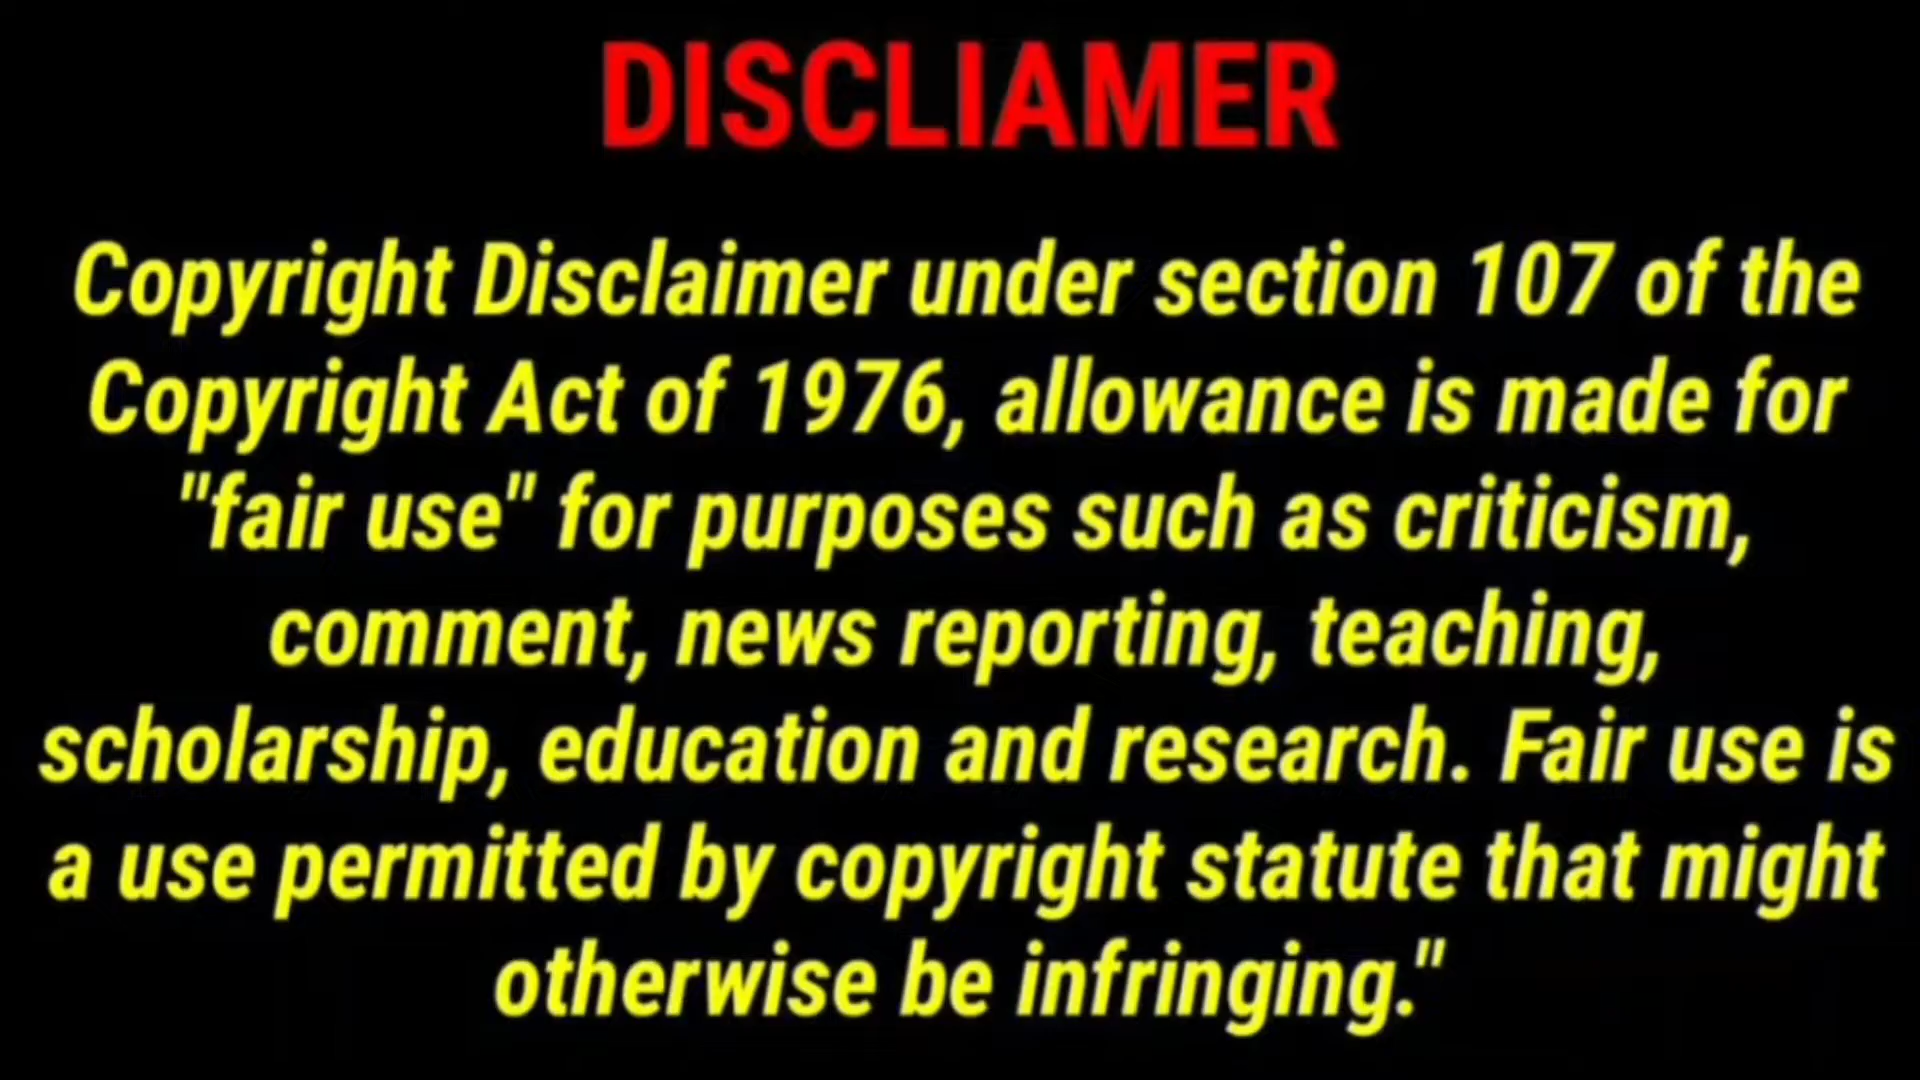 DISCLIAMER
Copyright Disclaimer under section 107 of the
Copyright Act of 1976, allowance is made for
"fair use" for purposes such as criticism,
comment, news reporting, teaching,
scholarship, education and research. Fair use is
a use permitted by copyright statute that might
otherwise be infringing."